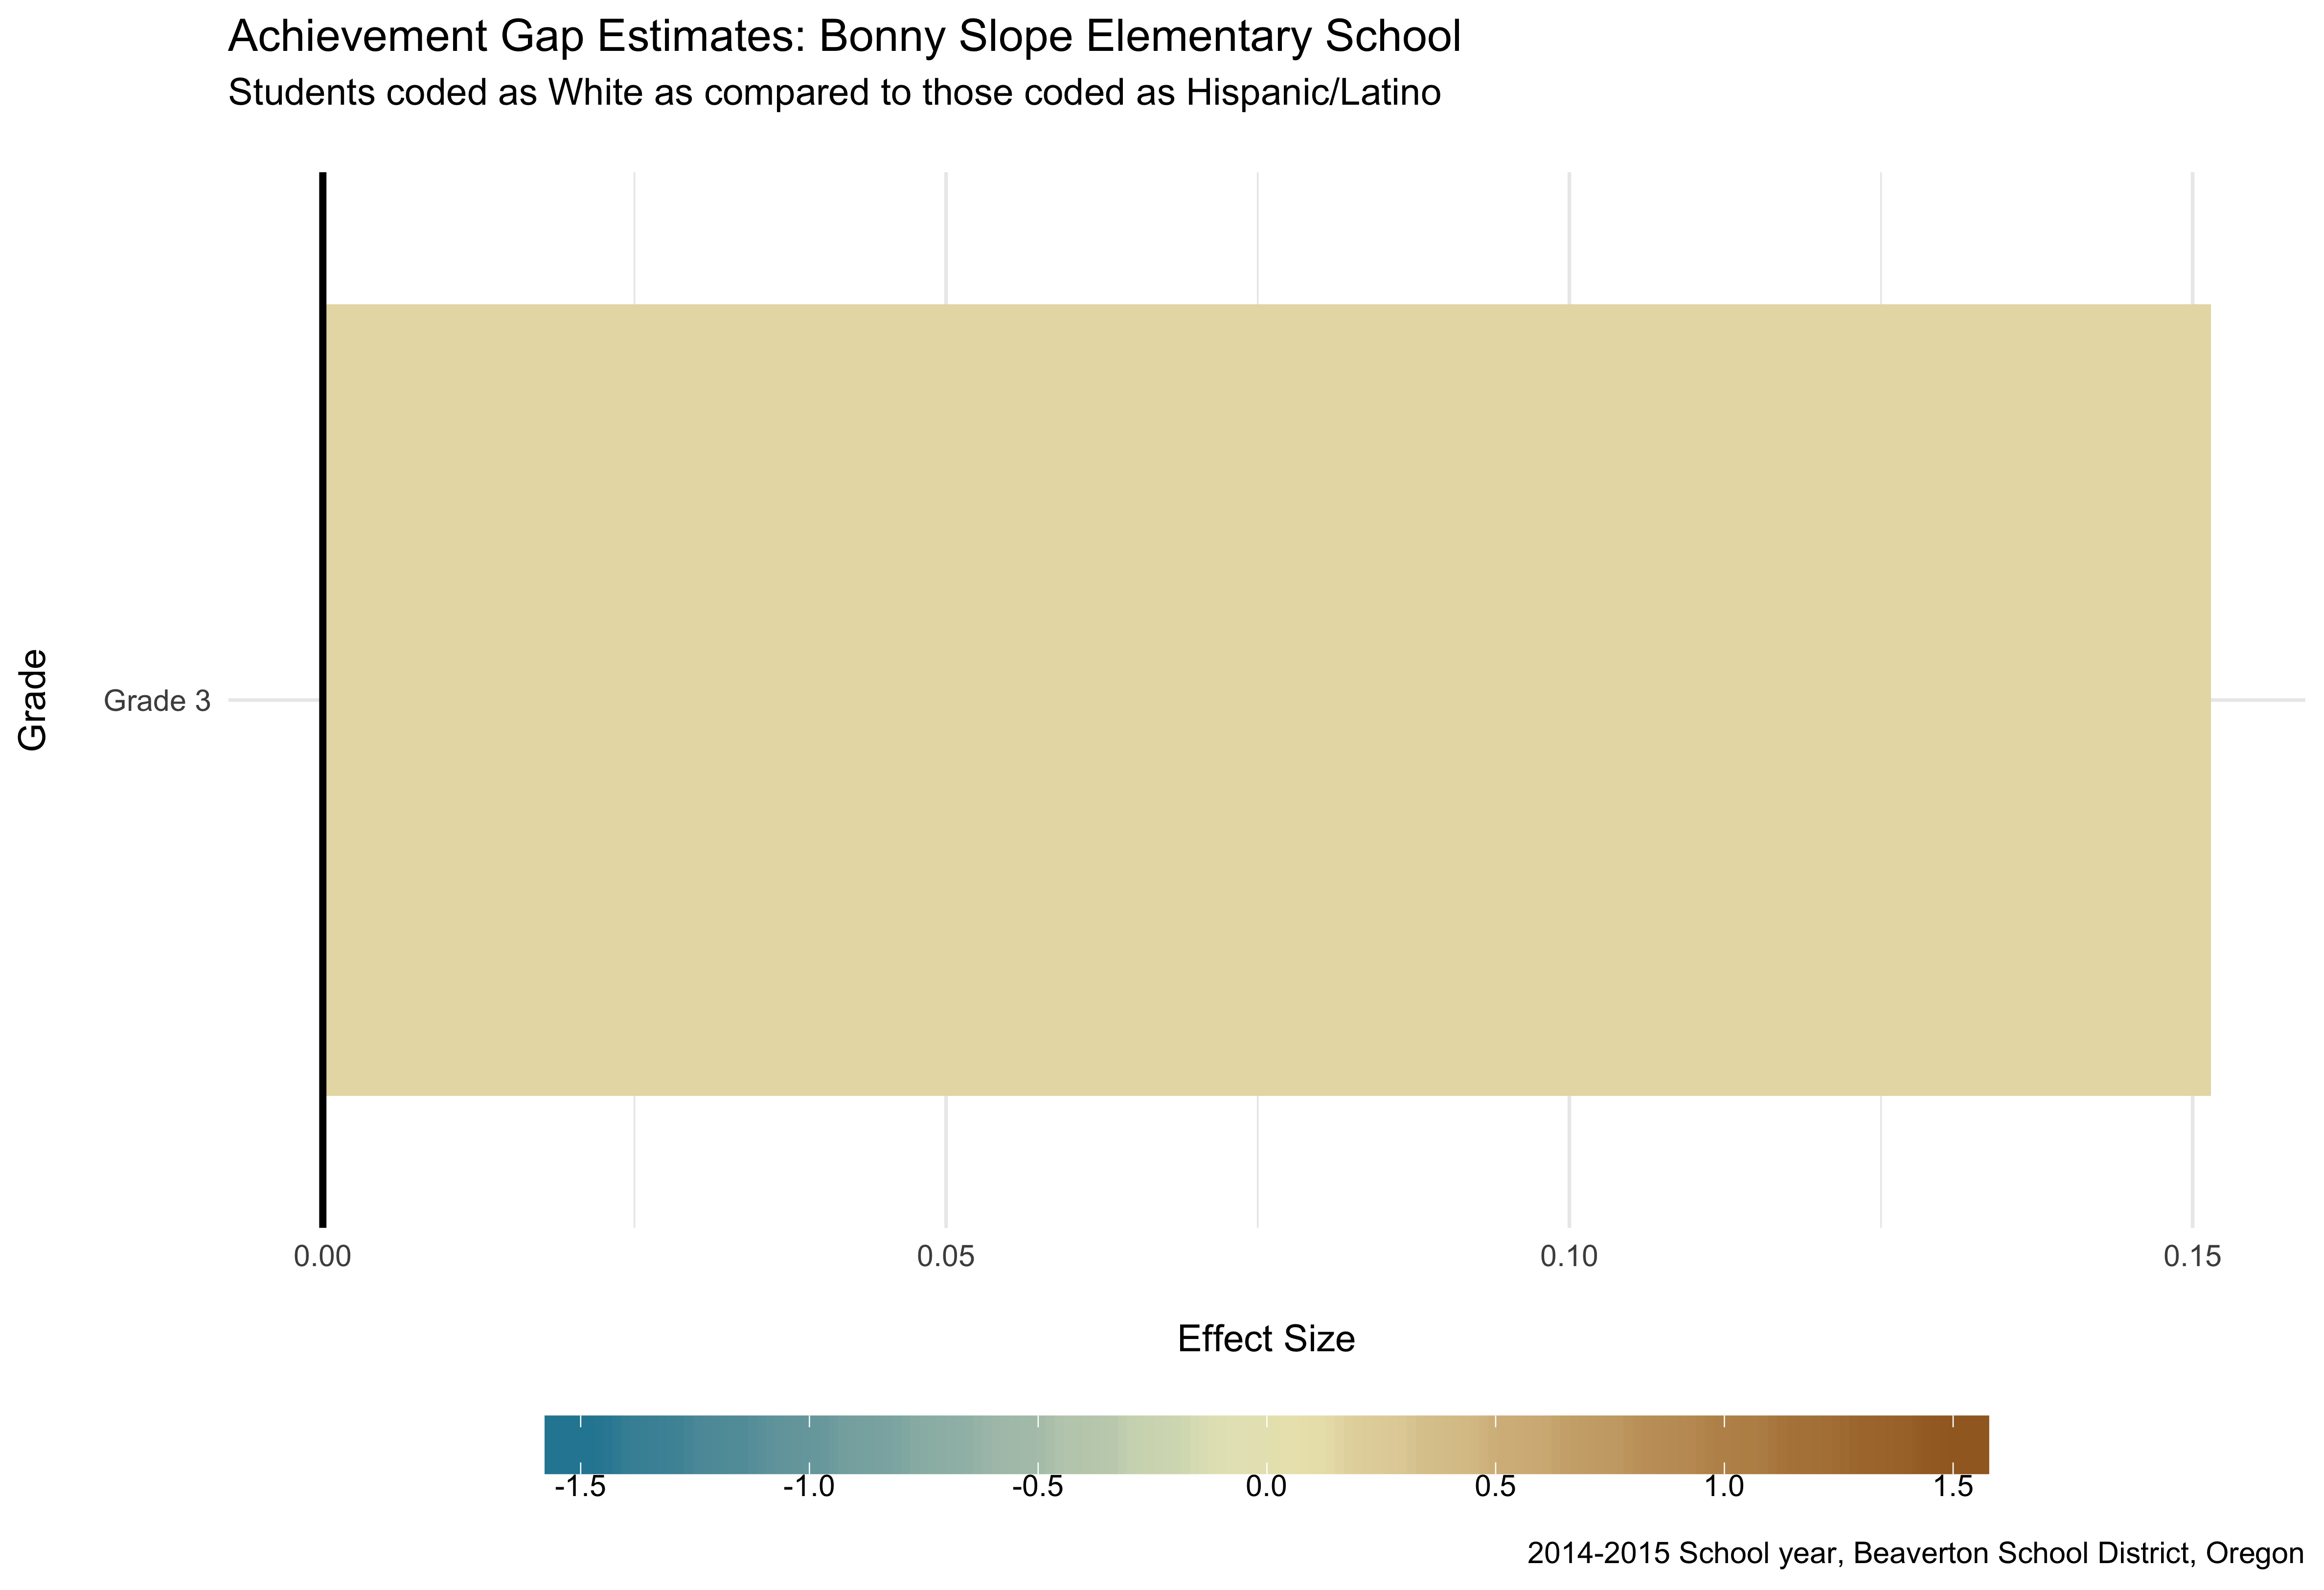 Achievement Gap Estimates: Bonny Slope Elementary School
Students coded as White as compared to those coded as Hispanic/Latino
Grade
Grade 3
0.00 0.05 0.10 0.15
Effect Size
-1.5 -1.0 -0.5 0.0 0.5 1.0 1.5
2014-2015 School year, Beaverton School District, Oregon